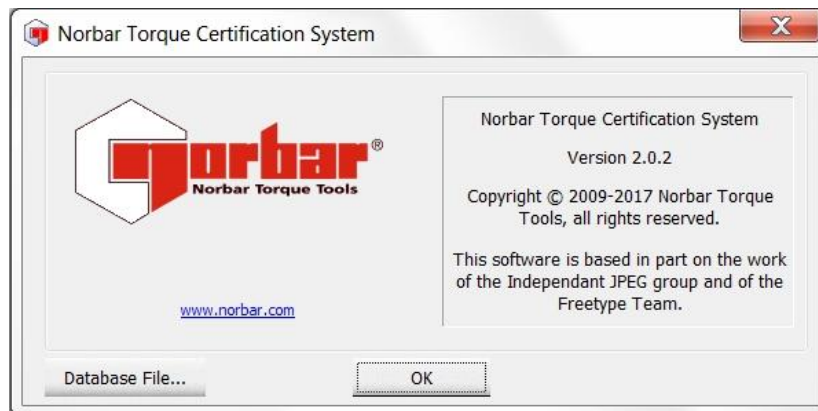 Norbar Torque Certification System
norbar®
Norbar Torque Tools
www.norbar.com
Norbar Torque Certification System
Version 2.0.2
Copyright © 2009-2017 Norbar Torque
Tools, all rights reserved.
This software is based in part on the work
of the Independant JPEG group and of the
Freetype Team.
Database File...
OK